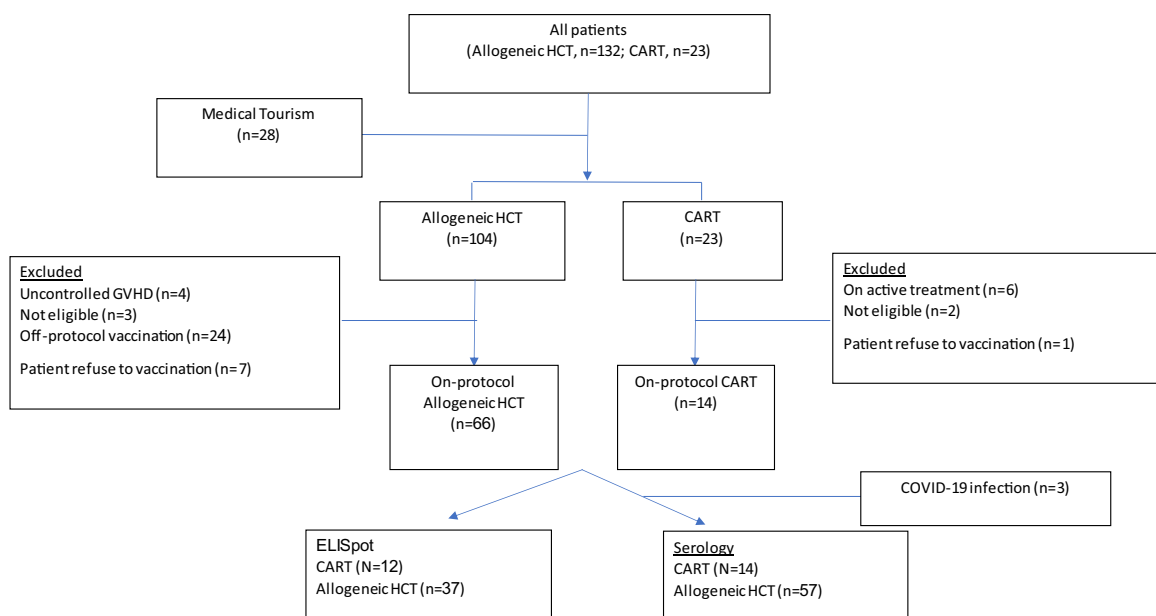 All patients
(Allogeneic HCT, n=132; CART, n=23)
Medical Tourism
(n=28)
Allogeneic HCT
(n=104)
CART
(n=23)
Excluded
Uncontrolled GVHD (n=4)
Not eligible (n=3)
Off-protocol vaccination (n=24)
Patient refuse to vaccination (n=7)
Excluded
On active treatment (n=6)
Not eligible (n=2)
Patient refuse to vaccination (n=1)
On-protocol
Allogeneic HCT
(n=66)
On-protocol CART
(n=14)
COVID-19 infection (n=3)
ELISpot
CART (N=12)
Allogeneic HCT (n=37)
Serology
CART (N=14)
Allogeneic HCT (n=57)